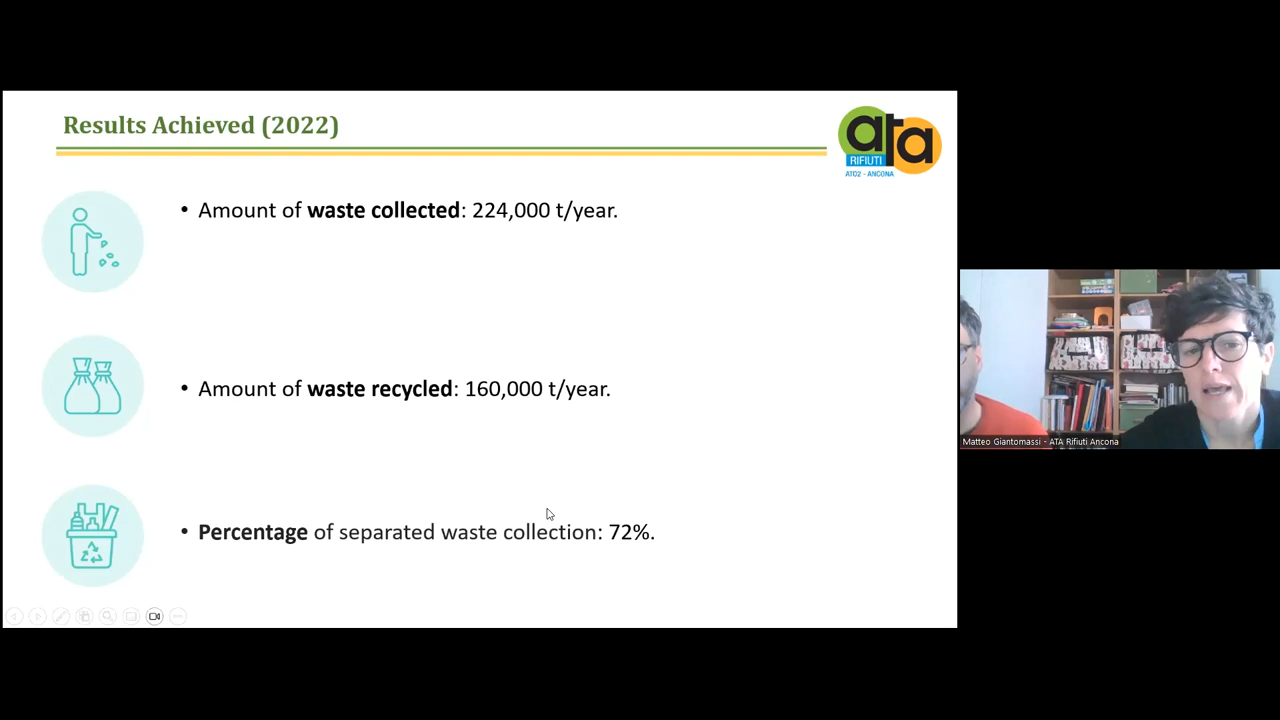 Results Achieved (2022)
ata
RIFIUTI
ATO2 - ANCONA
• Amount of waste collected: 224,000 t/year.
• Amount of waste recycled: 160,000 t/year.
• Percentage of separated waste collection: 72%.
Matteo Giantomassi - ATA Rifiuti Ancona